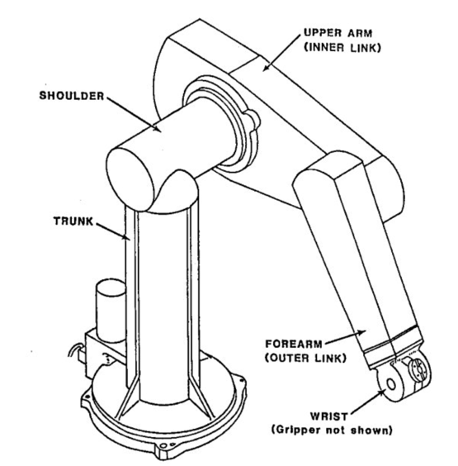 UPPER ARM
(INNER LINK)
SHOULDER
TRUNK
FOREARM
(OUTER LINK)
WRIST
(Gripper not shown)